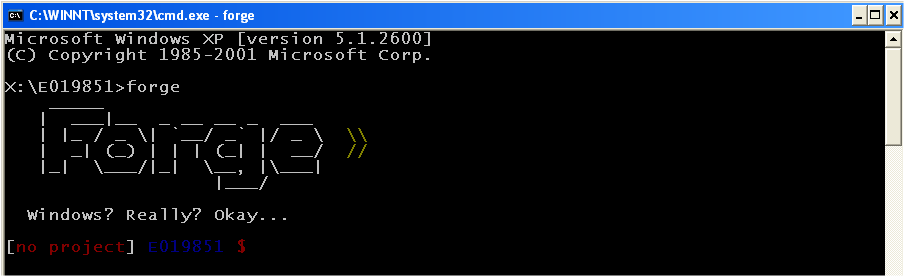 C:\WINNT\system32\cmd.exe - forge
Microsoft Windows XP [version 5.1.2600]
(C) Copyright 1985-2001 Microsoft Corp.
X:\E019851>forge
Forge
Windows? Really? Okay...
[no project] E019851 $